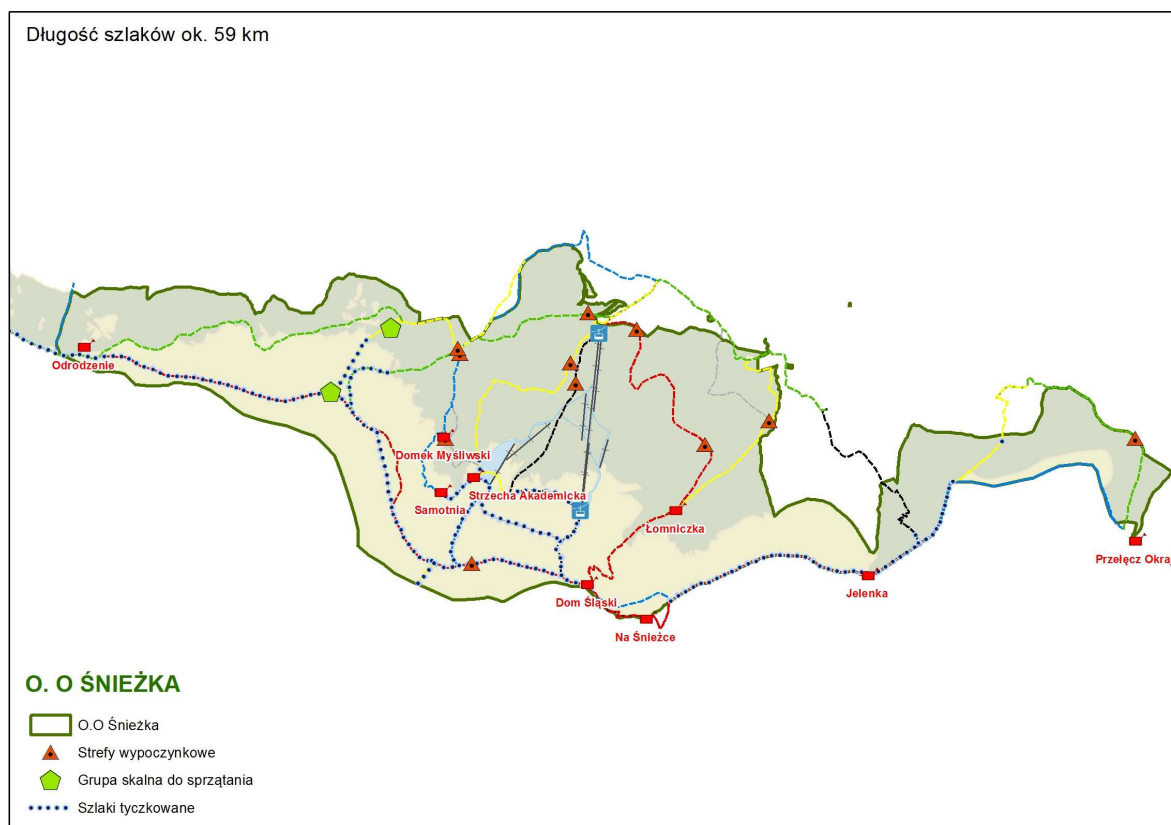 Długość szlaków ok. 59 km
Odrodzenie
Domek Myśliwski
Strzecha Akademicka
Samotnia
Łomniczka
Przełęcz Okraj
Dom Śląski
Jelenka
Na Śnieżce
O. O ŚNIEŻKA
O.O Śnieżka
Strefy wypoczynkowe
Grupa skalna do sprzątania
Szlaki tyczkowane